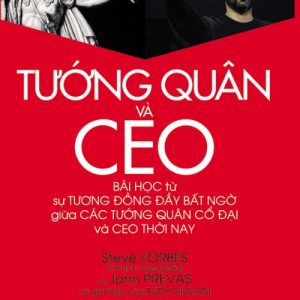 TƯỚNG QUÂN
VÀ
CEO
BÀI HỌC từ
sự TƯƠNG ĐỒNG ĐẦY BẤT NGỜ
giữa CÁC TƯỚNG QUÂN CỔ ĐẠI
và CEO THỜI NAY
Steve FORBES
John PREVAS